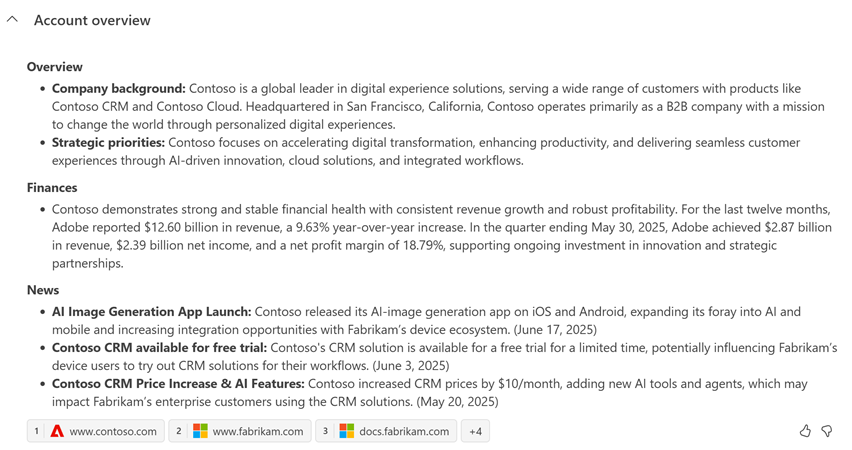 Account overview
Overview
• Company background: Contoso is a global leader in digital experience solutions, serving a wide range of customers with products like
Contoso CRM and Contoso Cloud. Headquartered in San Francisco, California, Contoso operates primarily as a B2B company with a mission
to change the world through personalized digital experiences.
• Strategic priorities: Contoso focuses on accelerating digital transformation, enhancing productivity, and delivering seamless customer
experiences through AI-driven innovation, cloud solutions, and integrated workflows.
Finances
• Contoso demonstrates strong and stable financial health with consistent revenue growth and robust profitability. For the last twelve months,
Adobe reported $12.60 billion in revenue, a 9.63% year-over-year increase. In the quarter ending May 30, 2025, Adobe achieved $2.87 billion
in revenue, $2.39 billion net income, and a net profit margin of 18.79%, supporting ongoing investment in innovation and strategic
partnerships.
News
• AI Image Generation App Launch: Contoso released its AI-image generation app on iOS and Android, expanding its foray into AI and
mobile and increasing integration opportunities with Fabrikam's device ecosystem. (June 17, 2025)
• Contoso CRM available for free trial: Contoso's CRM solution is available for a free trial for a limited time, potentially influencing Fabrikam's
device users to try out CRM solutions for their workflows. (June 3, 2025)
• Contoso CRM Price Increase & AI Features: Contoso increased CRM prices by $10/month, adding new AI tools and agents, which may
impact Fabrikam's enterprise customers using the CRM solutions. (May 20, 2025)
1 www.contoso.com 2 www.fabrikam.com 3 docs.fabrikam.com +4